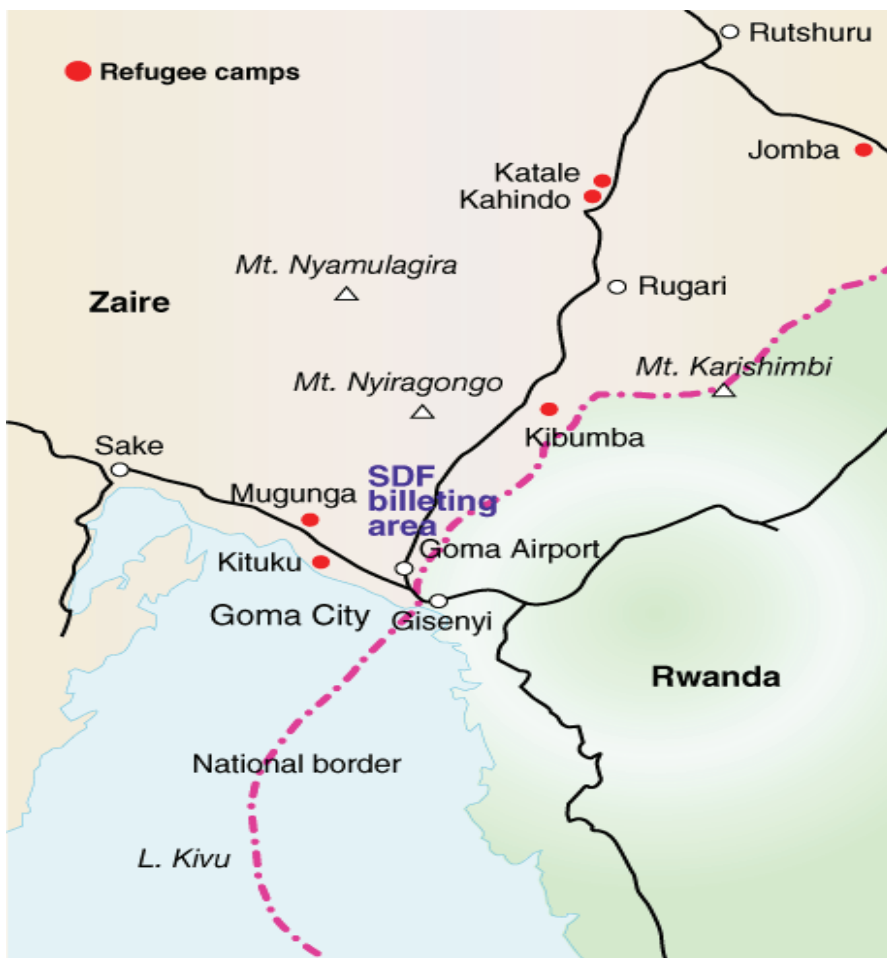 Rutshuru
Refugee camps
Jomba
Katale
Kahindo
Mt. Nyamulagira
Rugari
Zaire
Mt. Karishimbi
Mt. Nyiragongo
Kibumba
Sake
SDF
billeting
area
Mugunga
Goma Airport
Kituku
Goma City
Gisenyi
Rwanda
National border
L. Kivu